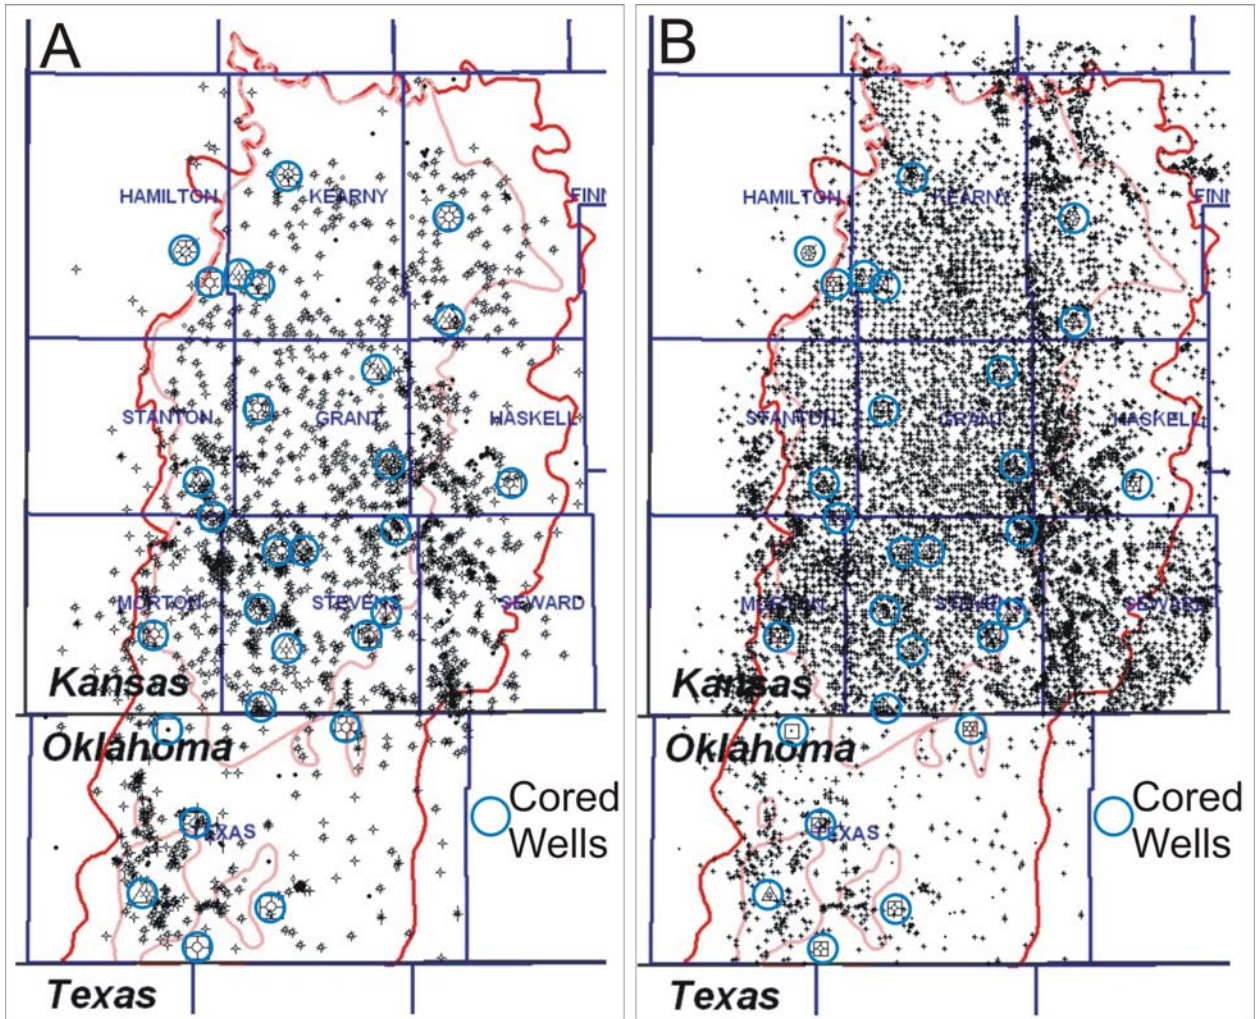 A
HAMILTON
KEARNY
FINN
STANTON
GRANT
HASKELL
MORTON
STEVENS
SEWARD
Kansas
Oklahoma
TEXAS
Cored
Wells
Texas
B
HAMILTON
KEARNY
FINN
STANTON
GRANT
HASKELL
MORTON
STEVENS
SEWARD
Kansas
Oklahoma
TEXAS
Cored
Wells
Texas